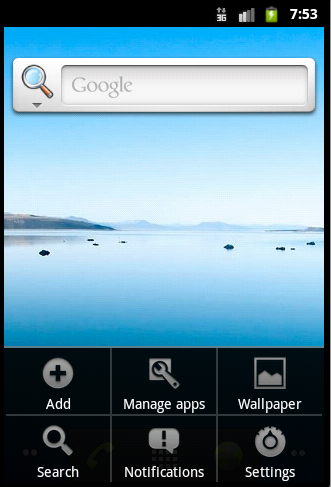 3G 7:53
Google
Add Manage apps Wallpaper
Search Notifications Settings